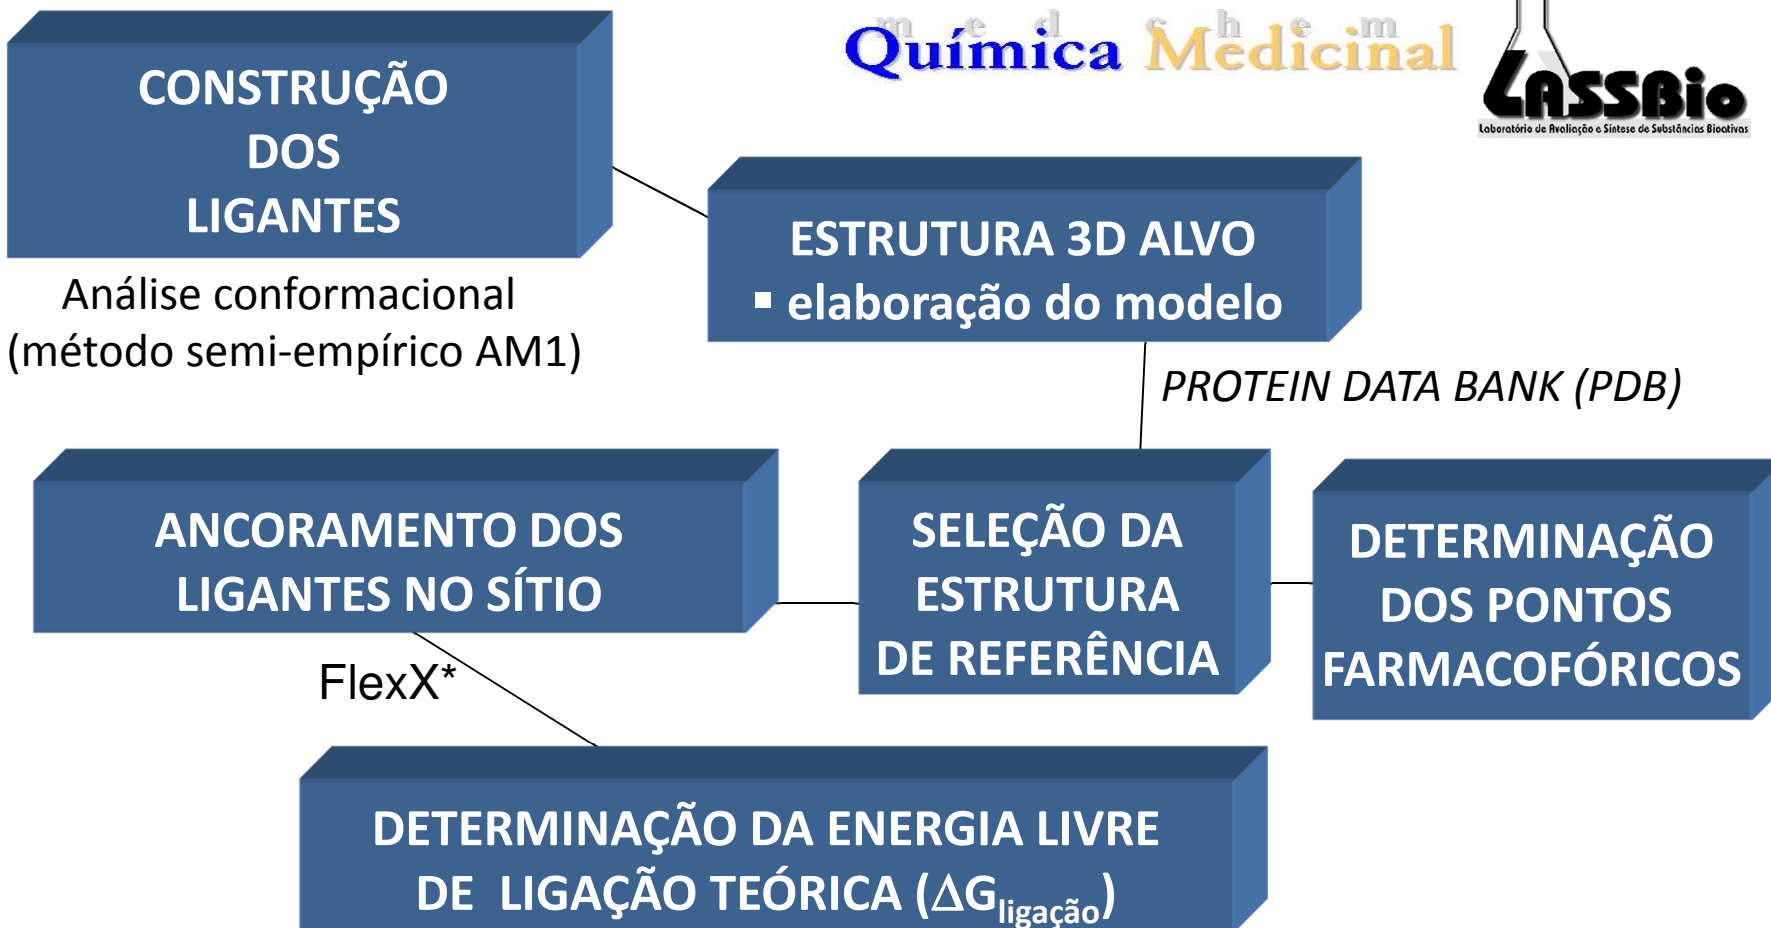 med chem
Química Medicinal
LASSBio
Laboratório de Avaliação e Síntese de Substâncias Bioativas
CONSTRUÇÃO
DOS
LIGANTES
Análise conformacional
(método semi-empírico AM1)
ESTRUTURA 3D ALVO
▪ elaboração do modelo
PROTEIN DATA BANK (PDB)
ANCORAMENTO DOS
LIGANTES NO SÍTIO
SELEÇÃO DA
ESTRUTURA
DE REFERÊNCIA
DETERMINAÇÃO
DOS PONTOS
FARMACOFÓRICOS
FlexX*
DETERMINAÇÃO DA ENERGIA LIVRE
DE LIGAÇÃO TEÓRICA (ΔGligação)